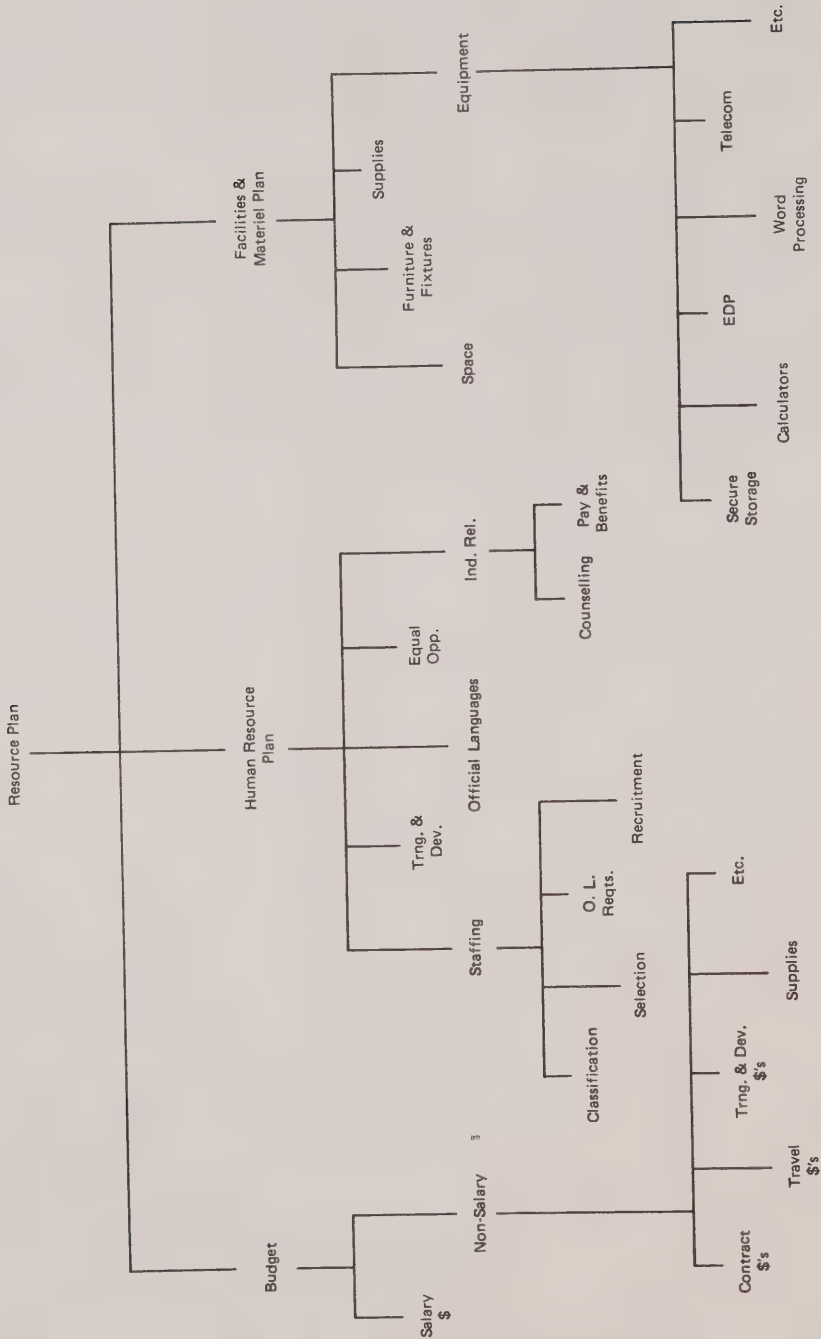 Resource Plan
Budget
Human Resource
Plan
Facilities &
Materiel Plan
Salary
$
Non-Salary
Staffing
Trng. &
Dev.
Official Languages
Equal
Opp.
Ind. Rel.
Space
Furniture &
Fixtures
Supplies
Equipment
Contract
$'s
Travel
$'s
Trng. & Dev.
$'s
Supplies
Etc.
Classification
Selection
O. L.
Reqts.
Recruitment
Counselling
Pay &
Benefits
Secure
Storage
Calculators
EDP
Word
Processing
Telecom
Etc.